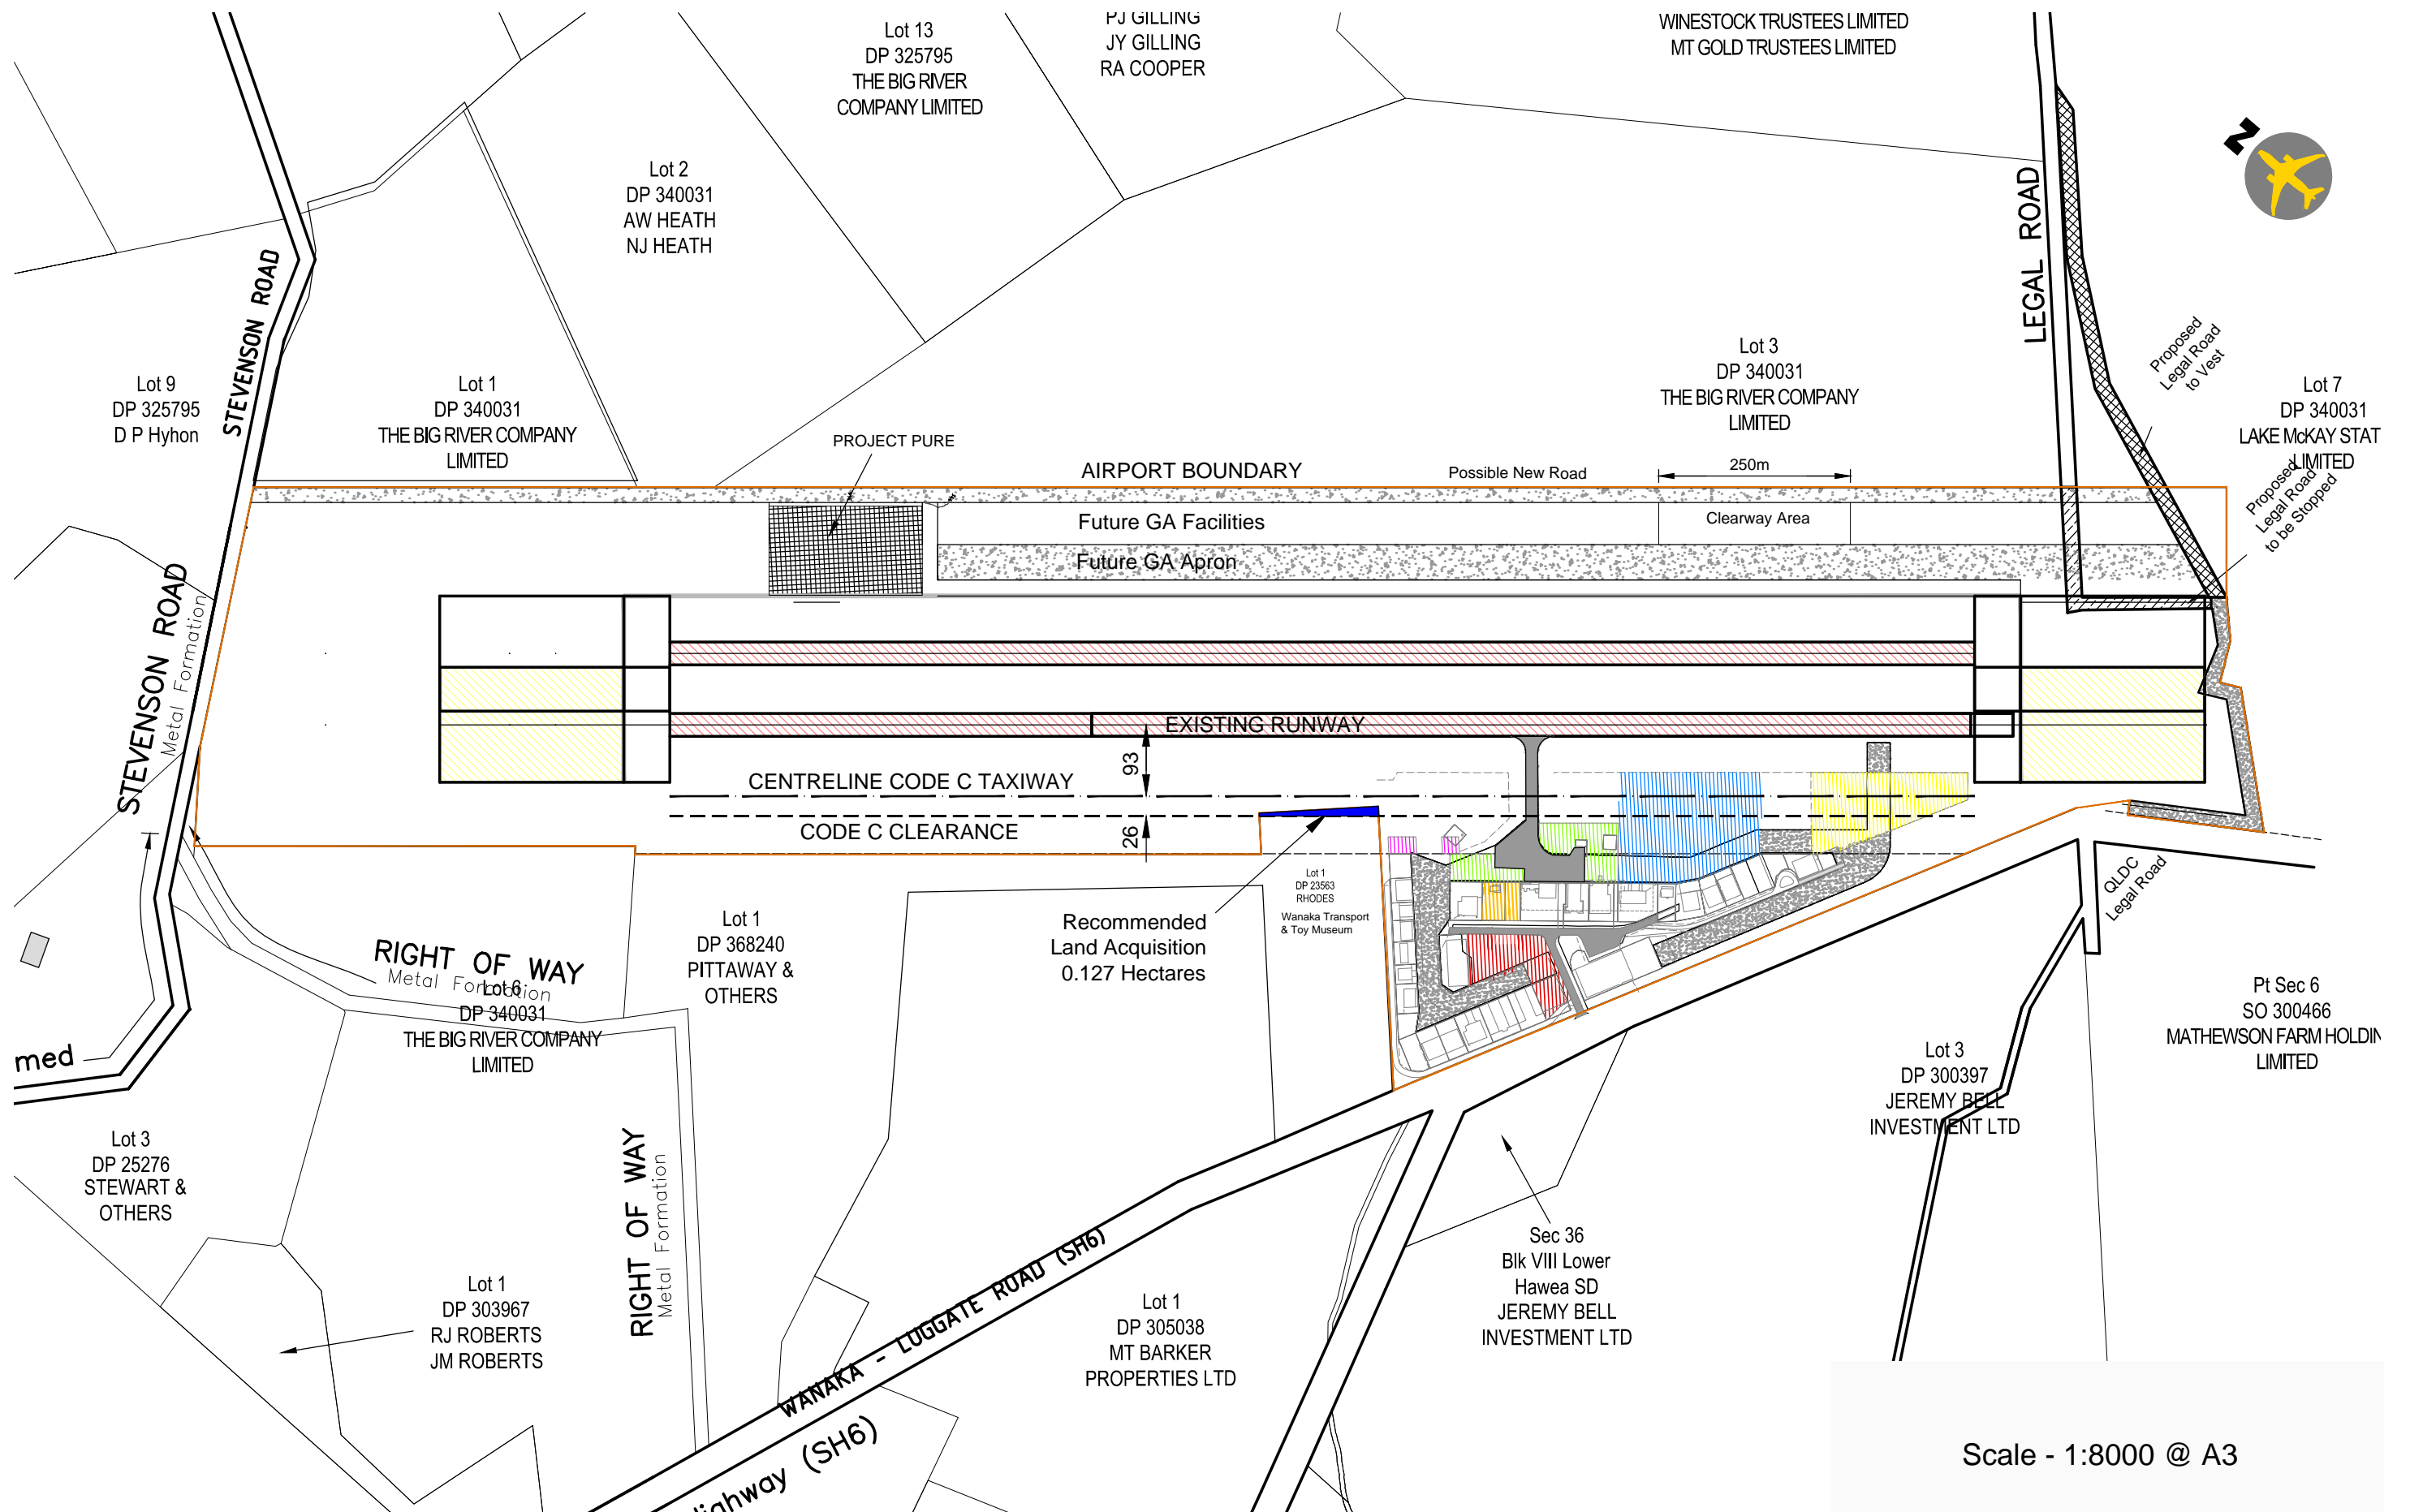 Lot 13
DP 325795
THE BIG RIVER
COMPANY LIMITED
PJ GILLING
JY GILLING
RA COOPER
WINESTOCK TRUSTEES LIMITED
MT GOLD TRUSTEES LIMITED
N
Lot 2
DP 340031
AW HEATH
NJ HEATH
LEGAL ROAD
STEVENSON ROAD
Lot 9
DP 325795
D P Hyhon
Lot 1
DP 340031
THE BIG RIVER COMPANY
LIMITED
Lot 3
DP 340031
THE BIG RIVER COMPANY
LIMITED
Proposed
Legal Road
to Vest
Lot 7
DP 340031
LAKE McKAY STAT
LIMITED
PROJECT PURE
AIRPORT BOUNDARY
Possible New Road
250m
Proposed
Legal Road
to be Stopped
Future GA Facilities
Clearway Area
Future GA Apron
STEVENSON ROAD
Metal Formation
EXISTING RUNWAY
93
CENTRELINE CODE C TAXIWAY
CODE C CLEARANCE
26
Lot 1
DP 23563
RHODES
Wanaka Transport
& Toy Museum
QLDC
Legal Road
Recommended
Land Acquisition
0.127 Hectares
Lot 1
DP 368240
PITTAWAY &
OTHERS
RIGHT OF WAY
Metal Formation
Lot 6
DP 340031
THE BIG RIVER COMPANY
LIMITED
med
Pt Sec 6
SO 300466
MATHEWSON FARM HOLDIN
LIMITED
Lot 3
DP 300397
JEREMY BELL
INVESTMENT LTD
Lot 3
DP 25276
STEWART &
OTHERS
RIGHT OF WAY
Metal Formation
Lot 1
DP 303967
RJ ROBERTS
JM ROBERTS
WANAKA - LUGGATE ROAD (SH6)
Highway (SH6)
Lot 1
DP 305038
MT BARKER
PROPERTIES LTD
Sec 36
Blk VIII Lower
Hawea SD
JEREMY BELL
INVESTMENT LTD
Scale - 1:8000 @ A3